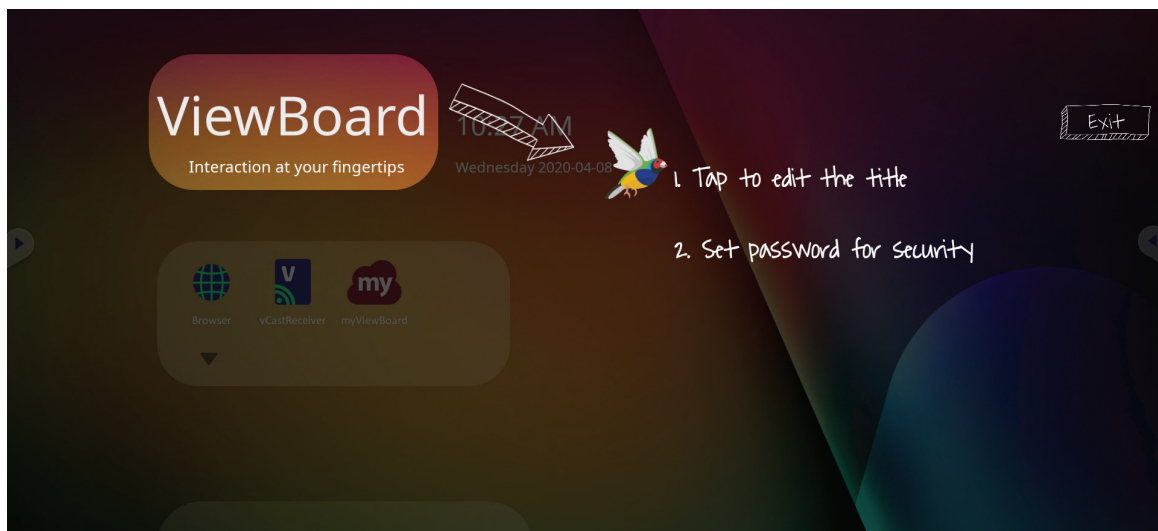 ViewBoard
Interaction at your fingertips
10:27 AM
Wednesday 2020-04-08
Exit
1. Tap to edit the title
2. Set password for security
V
my
Browser
vCastReceiver
myViewBoard